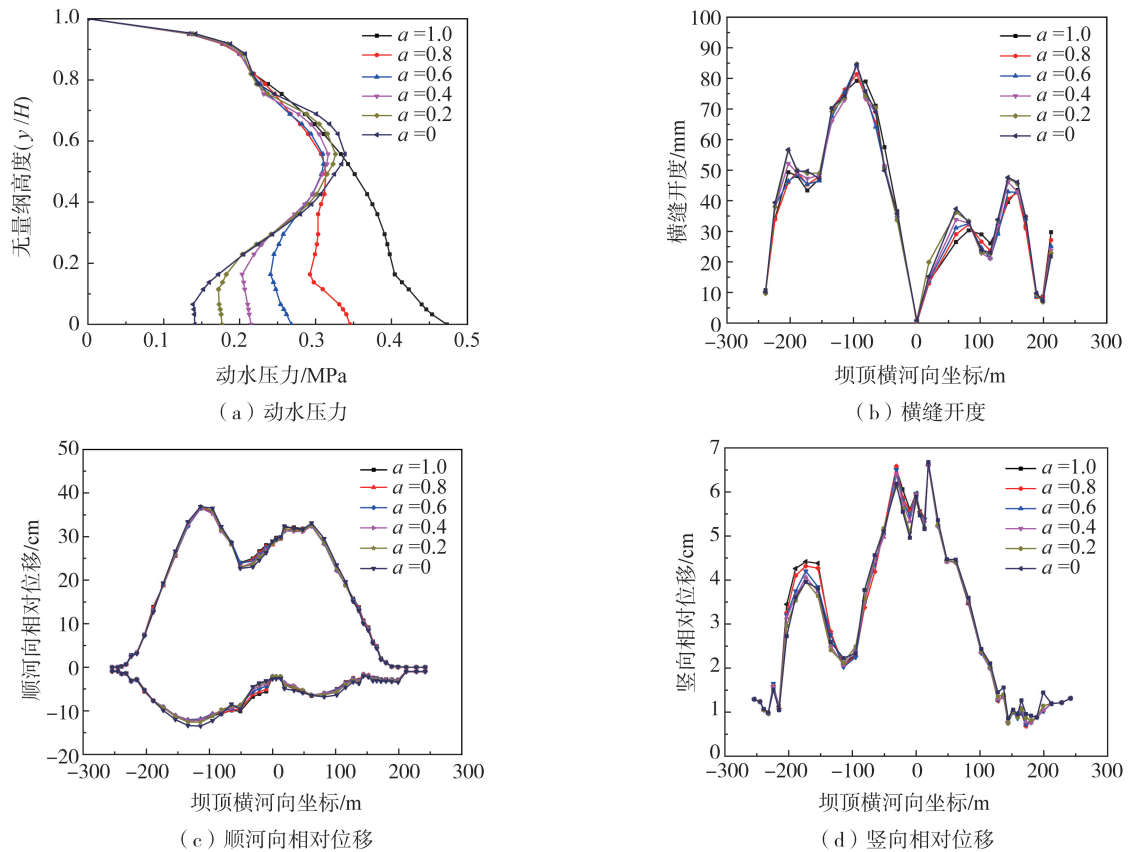 1.0
0.8
0.6
0.4
0.2
0
0
0.1
0.2
0.3
0.4
0.5
无量纲高度(y/H)
动水压力/MPa
a=1.0
a=0.8
a=0.6
a=0.4
a=0.2
a=0
(a)动水压力
100
90
80
70
60
50
40
30
20
10
0
-300
-200
-100
0
100
200
300
横缝开度/mm
坝顶横河向坐标/m
a=1.0
a=0.8
a=0.6
a=0.4
a=0.2
a=0
(b)横缝开度
50
40
30
20
10
0
-10
-20
-300
-200
-100
0
100
200
300
顺河向相对位移/cm
坝顶横河向坐标/m
a=1.0
a=0.8
a=0.6
a=0.4
a=0.2
a=0
(c)顺河向相对位移
7
6
5
4
3
2
1
0
-300
-200
-100
0
100
200
300
竖向相对位移/cm
坝顶横河向坐标/m
a=1.0
a=0.8
a=0.6
a=0.4
a=0.2
a=0
(d)竖向相对位移